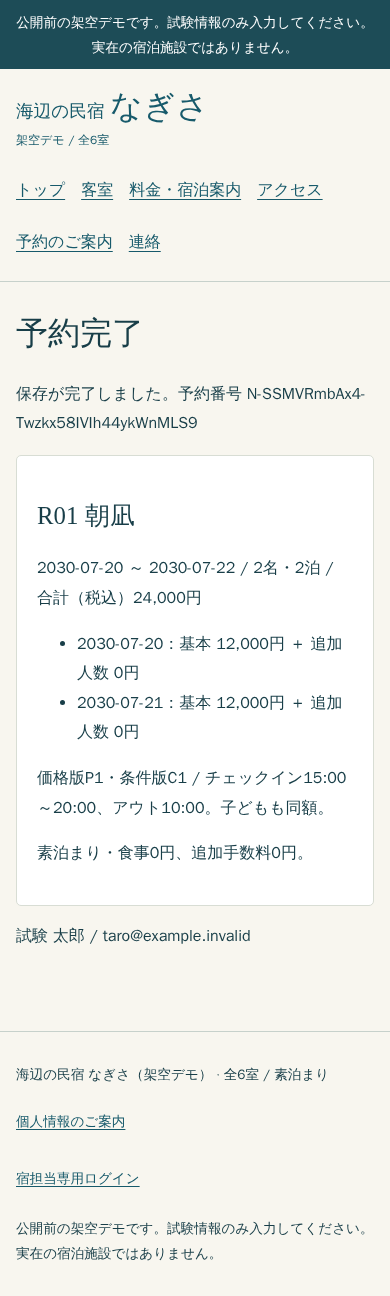 公開前の架空デモです。試験情報のみ入力してください。
実在の宿泊施設ではありません。
海辺の民宿 なぎさ
架空デモ / 全6室
トップ 客室 料金・宿泊案内 アクセス
予約のご案内 連絡
予約完了
保存が完了しました。予約番号 N-SSMVRmbAx4-
Twzkx58IVIh44ykWnMLS9
R01 朝凪
2030-07-20 ～ 2030-07-22 / 2名・2泊 /
合計（税込）24,000円
• 2030-07-20：基本 12,000円 ＋ 追加
人数 0円
• 2030-07-21：基本 12,000円 ＋ 追加
人数 0円
価格版P1・条件版C1 / チェックイン15:00
～20:00、アウト10:00。子どもも同額。
素泊まり・食事0円、追加手数料0円。
試験 太郎 / taro@example.invalid
海辺の民宿 なぎさ（架空デモ） · 全6室 / 素泊まり
個人情報のご案内
宿担当専用ログイン
公開前の架空デモです。試験情報のみ入力してください。
実在の宿泊施設ではありません。